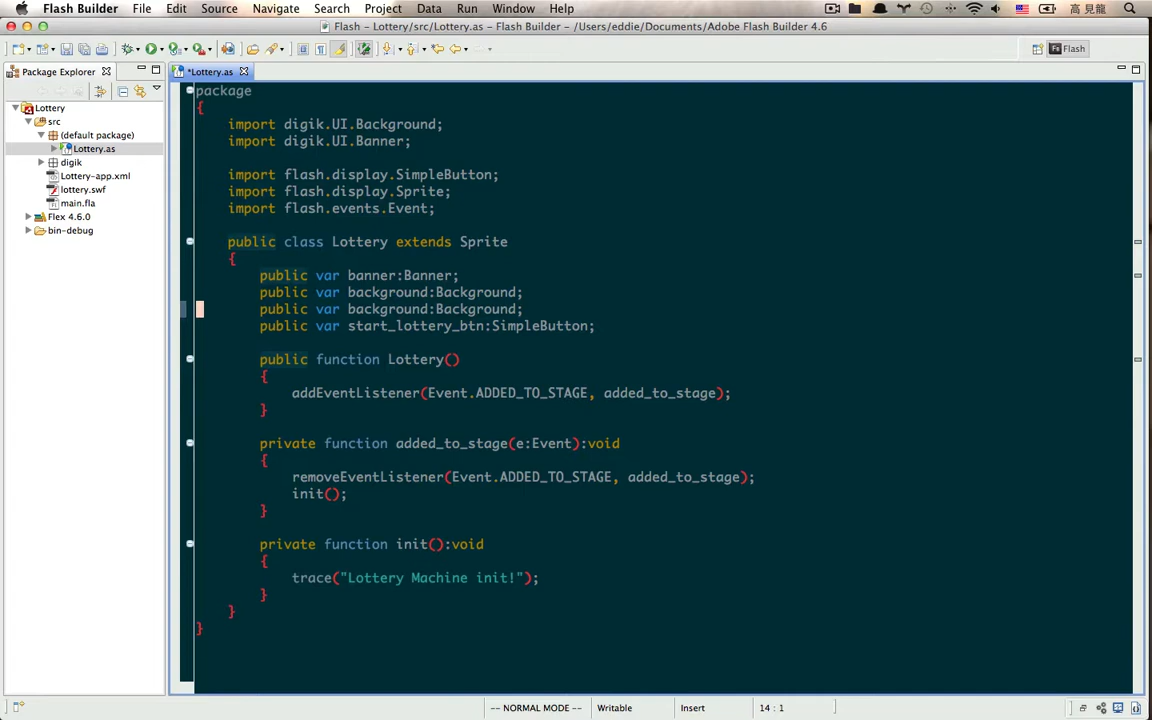 Flash Builder File Edit Source Navigate Search Project Data Run Window Help 高見龍
Flash – Lottery/src/Lottery.as – /Users/eddie/Documents/Adobe Flash Builder 4.6
Flash
Package Explorer
*Lottery.as
Lottery
src
(default package)
Lottery.as
digik
Lottery-app.xml
lottery.swf
main.fla
Flex 4.6.0
bin-debug
package
{
import digik.UI.Background;
import digik.UI.Banner;
import flash.display.SimpleButton;
import flash.display.Sprite;
import flash.events.Event;
public class Lottery extends Sprite
{
public var banner:Banner;
public var background:Background;
public var background:Background;
public var start_lottery_btn:SimpleButton;
public function Lottery()
{
addEventListener(Event.ADDED_TO_STAGE, added_to_stage);
}
private function added_to_stage(e:Event):void
{
removeEventListener(Event.ADDED_TO_STAGE, added_to_stage);
init();
}
private function init():void
{
trace("Lottery Machine init!");
}
}
}
-- NORMAL MODE -- Writable Insert 14 : 1